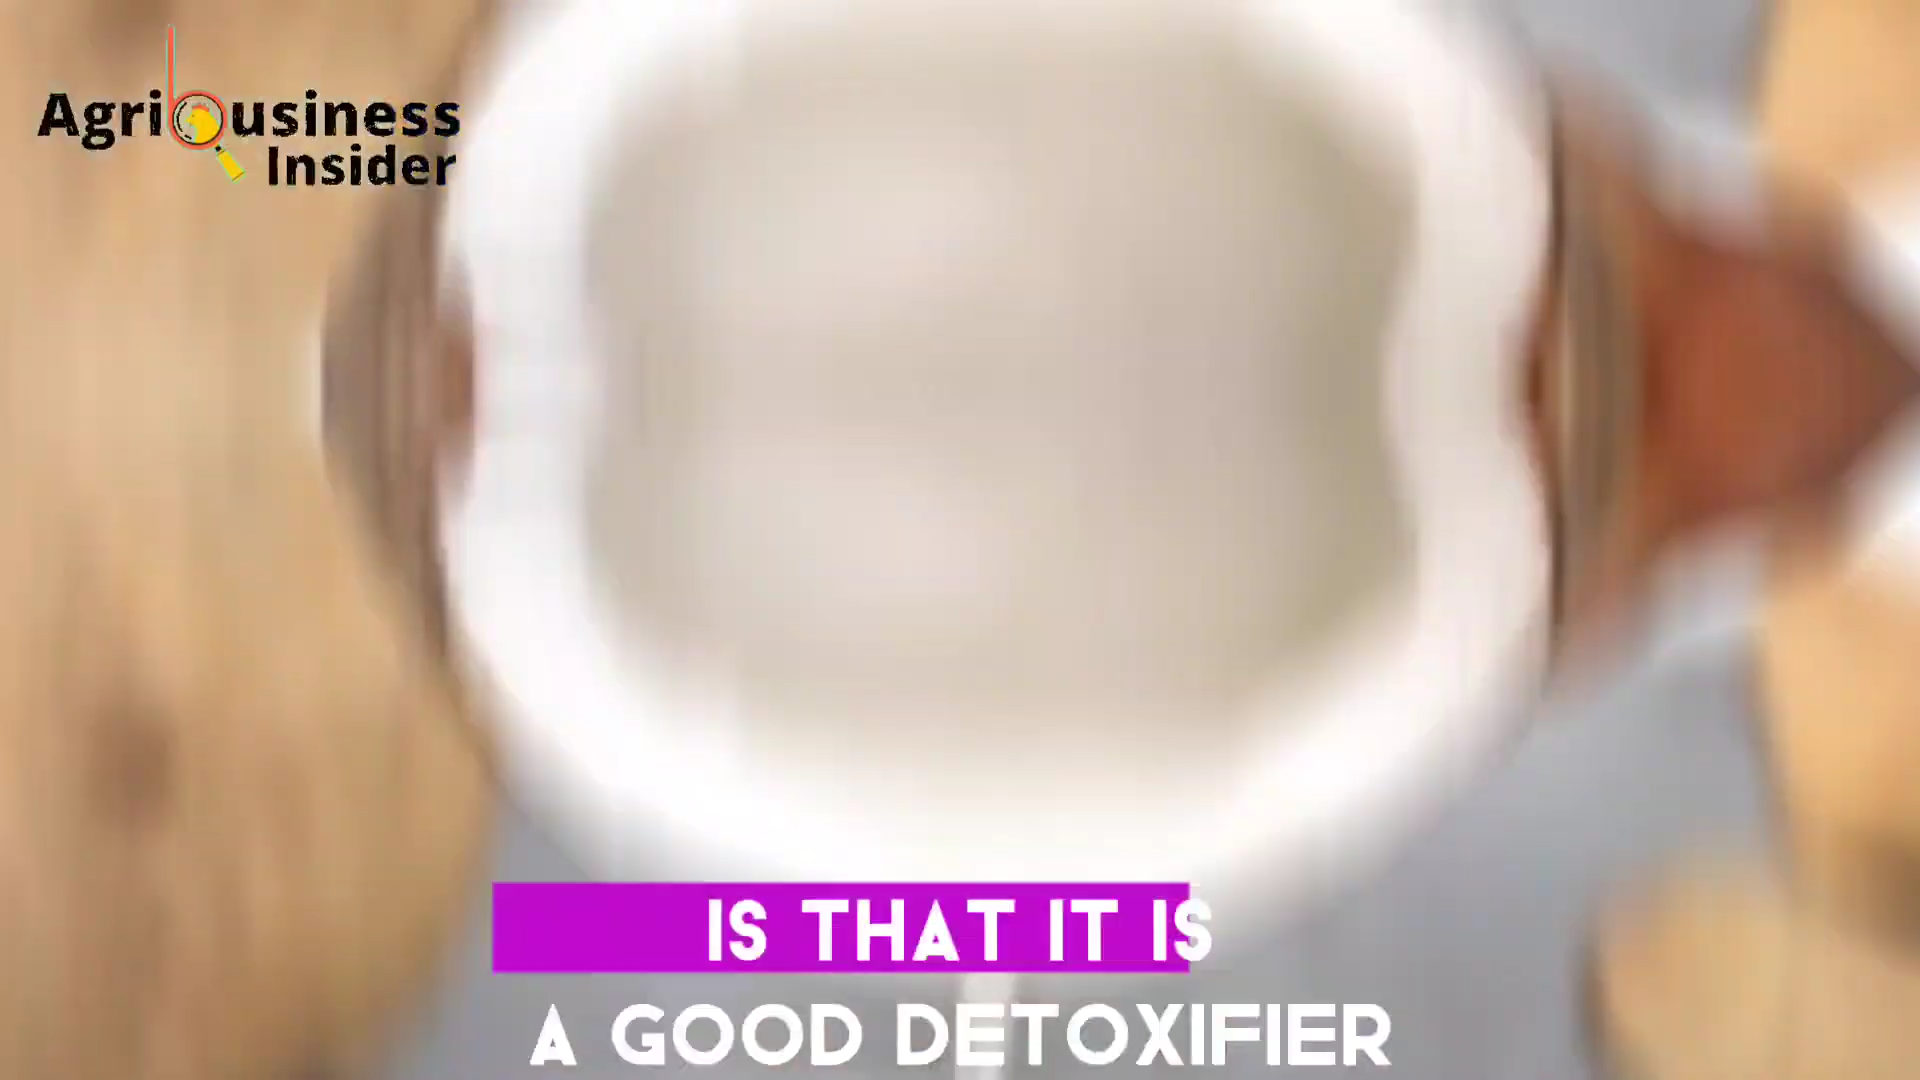 Agribusiness
Insider
IS THAT IT IS
A GOOD DETOXIFIER